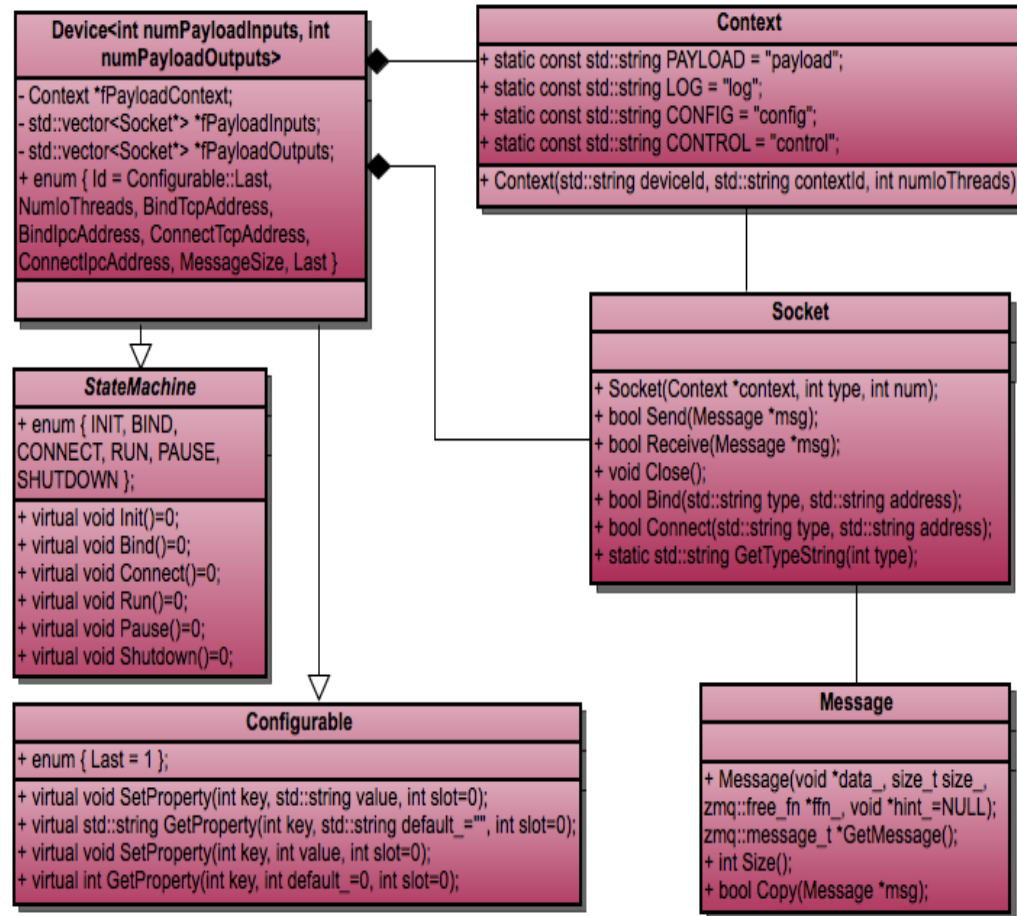 Device<int numPayloadInputs, int
numPayloadOutputs>
- Context *fPayloadContext;
- std::vector<Socket*> *fPayloadInputs;
- std::vector<Socket*> *fPayloadOutputs;
+ enum { Id = Configurable::Last,
NumIoThreads, BindTcpAddress,
BindIpcAddress, ConnectTcpAddress,
ConnectIpcAddress, MessageSize, Last }
Context
+ static const std::string PAYLOAD = "payload";
+ static const std::string LOG = "log";
+ static const std::string CONFIG = "config";
+ static const std::string CONTROL = "control";
+ Context(std::string deviceId, std::string contextId, int numIoThreads)
Socket
+ Socket(Context *context, int type, int num);
+ bool Send(Message *msg);
+ bool Receive(Message *msg);
+ void Close();
+ bool Bind(std::string type, std::string address);
+ bool Connect(std::string type, std::string address);
+ static std::string GetTypeString(int type);
StateMachine
+ enum { INIT, BIND,
CONNECT, RUN, PAUSE,
SHUTDOWN };
+ virtual void Init()=0;
+ virtual void Bind()=0;
+ virtual void Connect()=0;
+ virtual void Run()=0;
+ virtual void Pause()=0;
+ virtual void Shutdown()=0;
Configurable
+ enum { Last = 1 };
+ virtual void SetProperty(int key, std::string value, int slot=0);
+ virtual std::string GetProperty(int key, std::string default_="", int slot=0);
+ virtual void SetProperty(int key, int value, int slot=0);
+ virtual int GetProperty(int key, int default_=0, int slot=0);
Message
+ Message(void *data_, size_t size_,
zmq::free_fn *ffn_, void *hint_=NULL);
zmq::message_t *GetMessage();
+ int Size();
+ bool Copy(Message *msg);